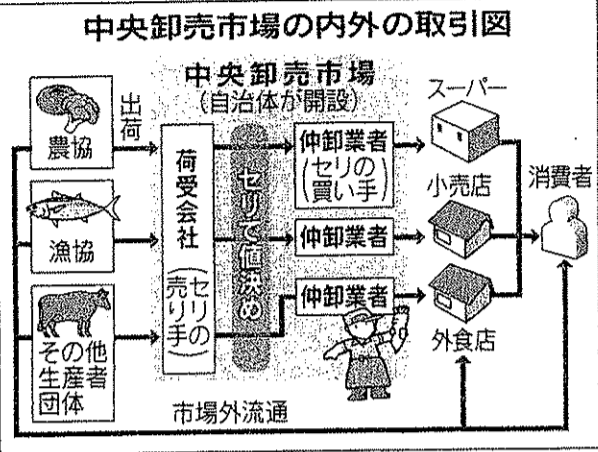 中央卸売市場の内外の取引図
中央卸売市場
(自治体が開設)
農協
出荷
漁協
その他
生産者
団体
荷受会社
(セリの
売り手)
セリで値決め
仲卸業者
(セリの
買い手)
仲卸業者
仲卸業者
スーパー
小売店
外食店
消費者
市場外流通